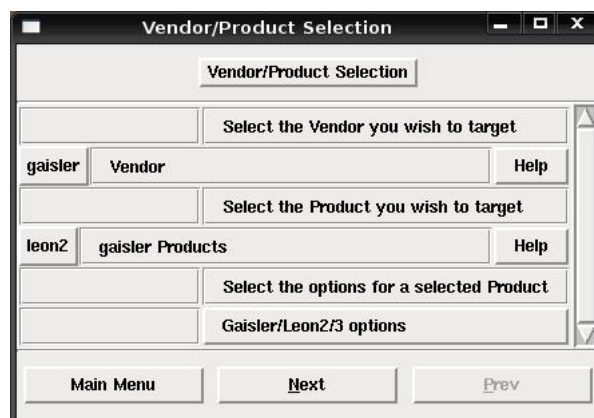 Vendor/Product Selection
Vendor/Product Selection
Select the Vendor you wish to target
gaisler Vendor Help
Select the Product you wish to target
leon2 gaisler Products Help
Select the options for a selected Product
Gaisler/Leon2/3 options
Main Menu Next Prev